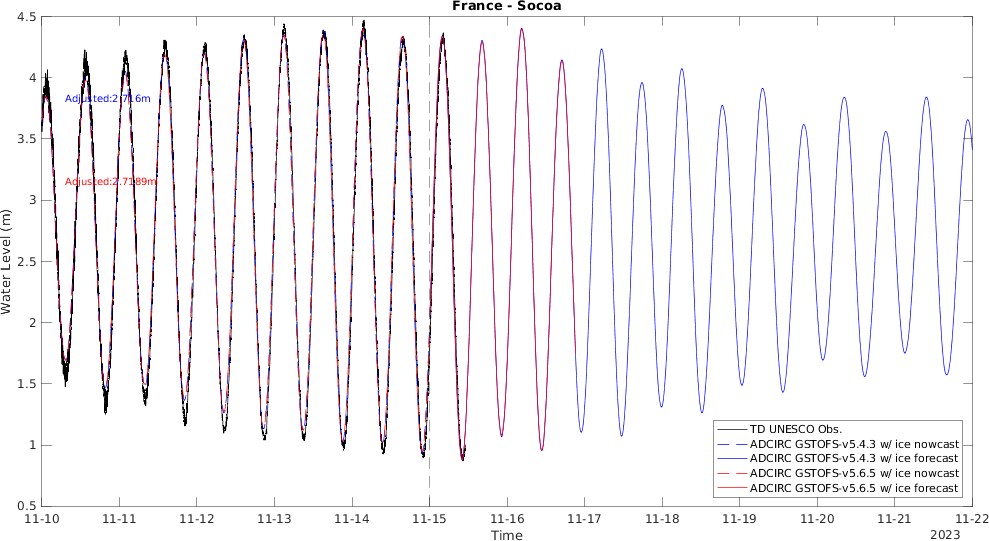 France - Socoa
4.5
4
3.5
3
2.5
2
1.5
1
0.5
Water Level (m)
Adjusted:2.716m
Adjusted:2.7189m
TD UNESCO Obs.
ADCIRC GSTOFS-v5.4.3 w/ ice nowcast
ADCIRC GSTOFS-v5.4.3 w/ ice forecast
ADCIRC GSTOFS-v5.6.5 w/ ice nowcast
ADCIRC GSTOFS-v5.6.5 w/ ice forecast
11-10 11-11 11-12 11-13 11-14 11-15 11-16 11-17 11-18 11-19 11-20 11-21 11-22
Time
2023